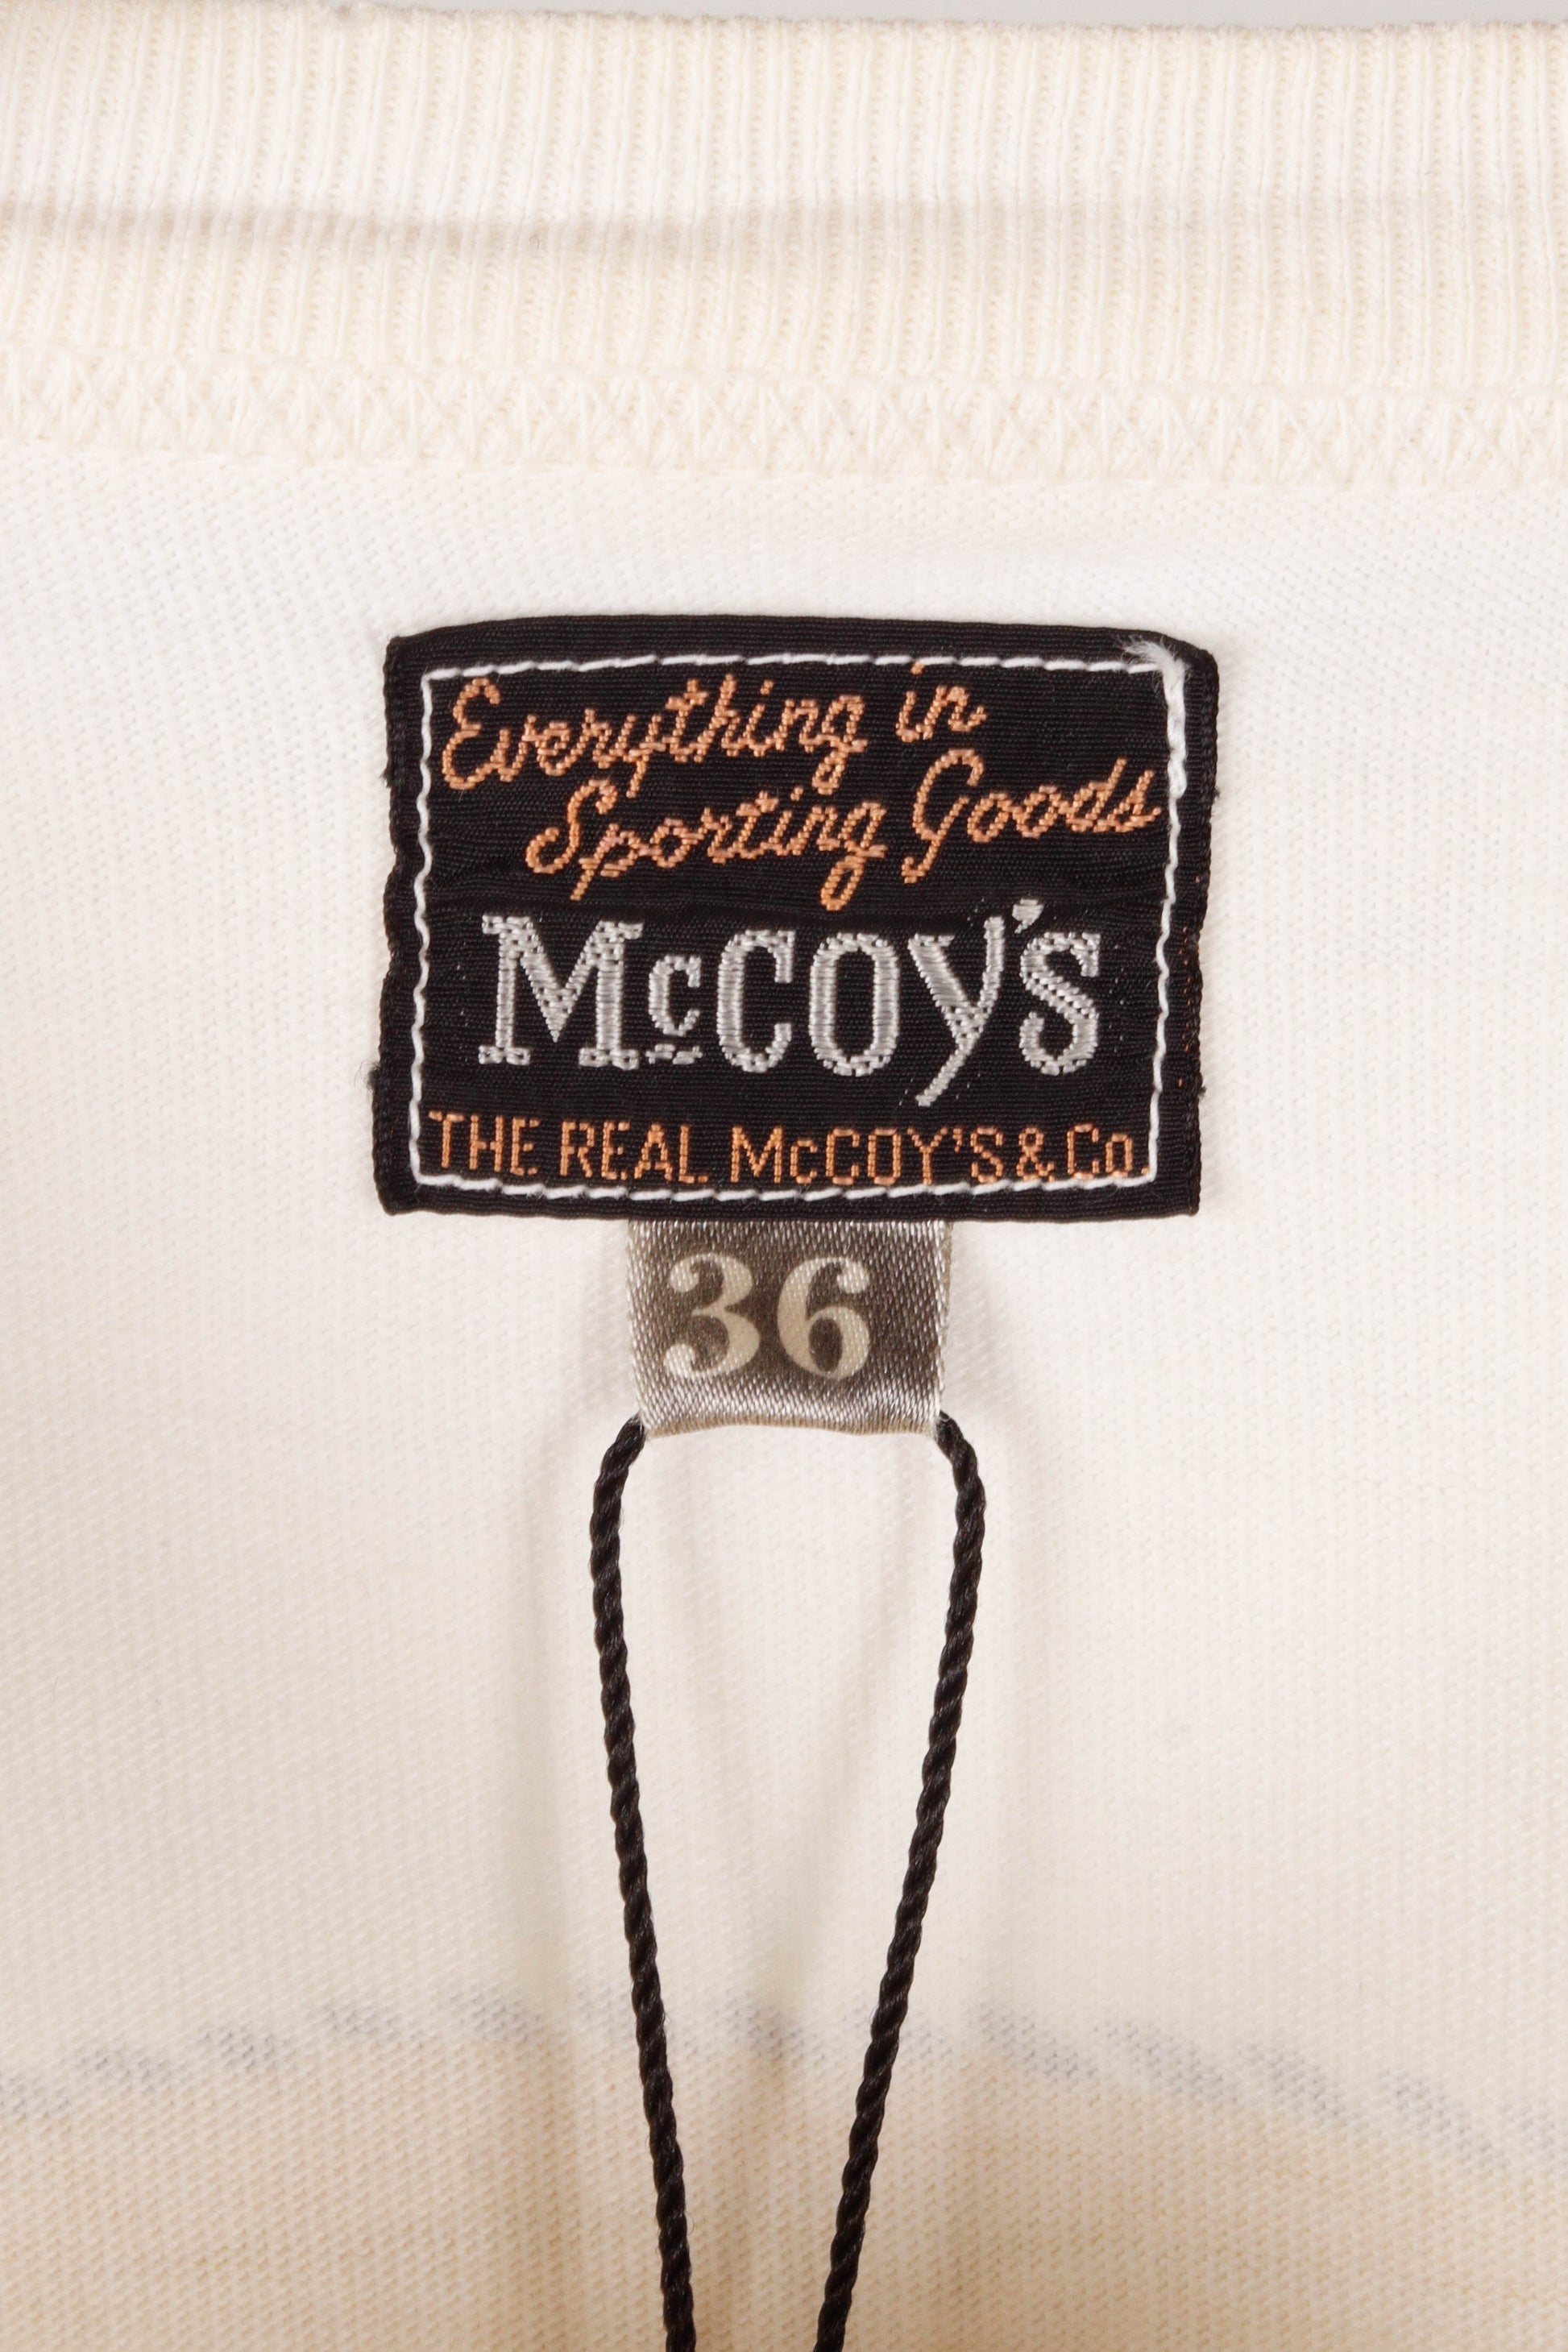 Everything in
Sporting Goods
McCOY'S
THE REAL McCOY'S & Co.
36